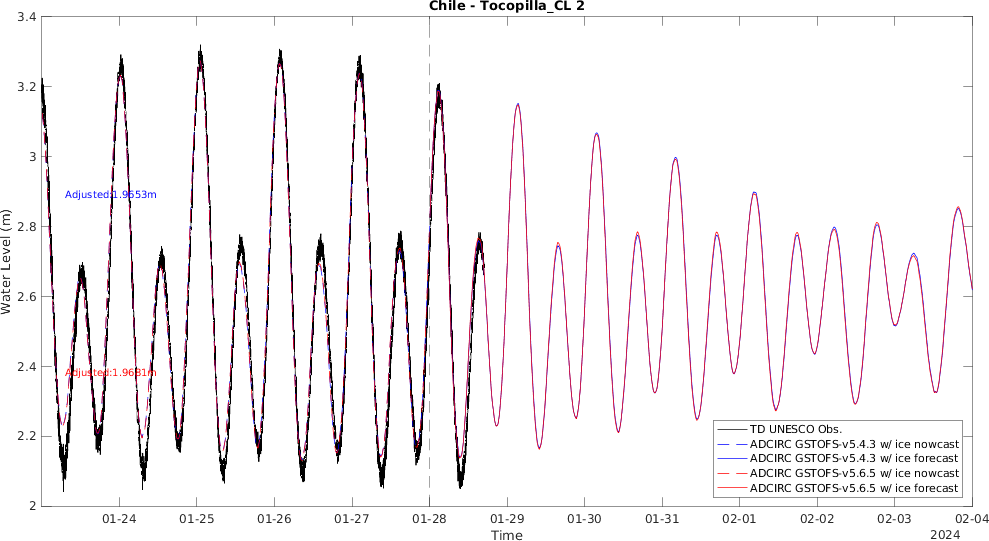 Chile - Tocopilla_CL 2
3.4
3.2
3
2.8
2.6
2.4
2.2
2
Water Level (m)
Adjusted:1.9653m
Adjusted:1.9681m
TD UNESCO Obs.
ADCIRC GSTOFS-v5.4.3 w/ ice nowcast
ADCIRC GSTOFS-v5.4.3 w/ ice forecast
ADCIRC GSTOFS-v5.6.5 w/ ice nowcast
ADCIRC GSTOFS-v5.6.5 w/ ice forecast
01-24 01-25 01-26 01-27 01-28 01-29 01-30 01-31 02-01 02-02 02-03 02-04
Time
2024